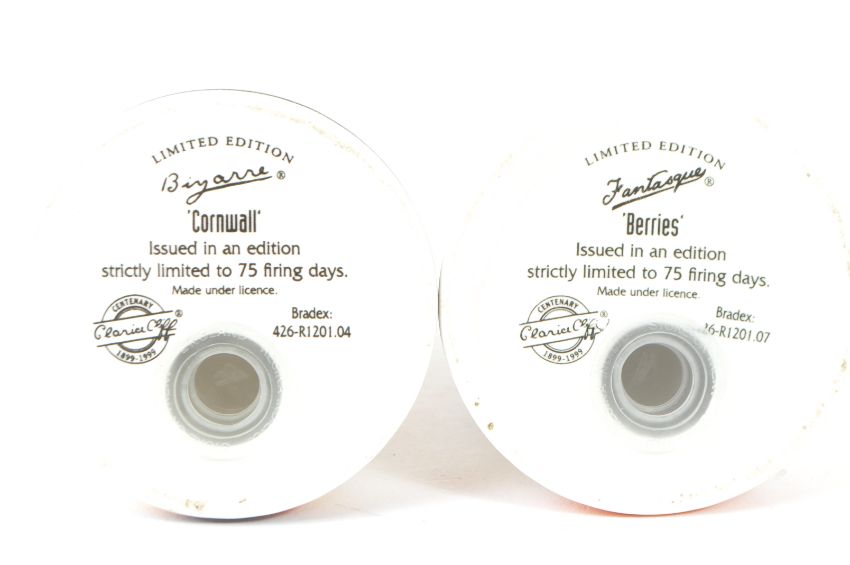 LIMITED EDITION
Bizarre ®
'Cornwall'
Issued in an edition
strictly limited to 75 firing days.
Made under licence.
CENTENARY
Clarice Cliff ®
1899-1999
Bradex:
426-R1201.04
LIMITED EDITION
Fantasque ®
'Berries'
Issued in an edition
strictly limited to 75 firing days.
Made under licence.
CENTENARY
Clarice Cliff ®
1899-1999
Bradex:
26-R1201.07